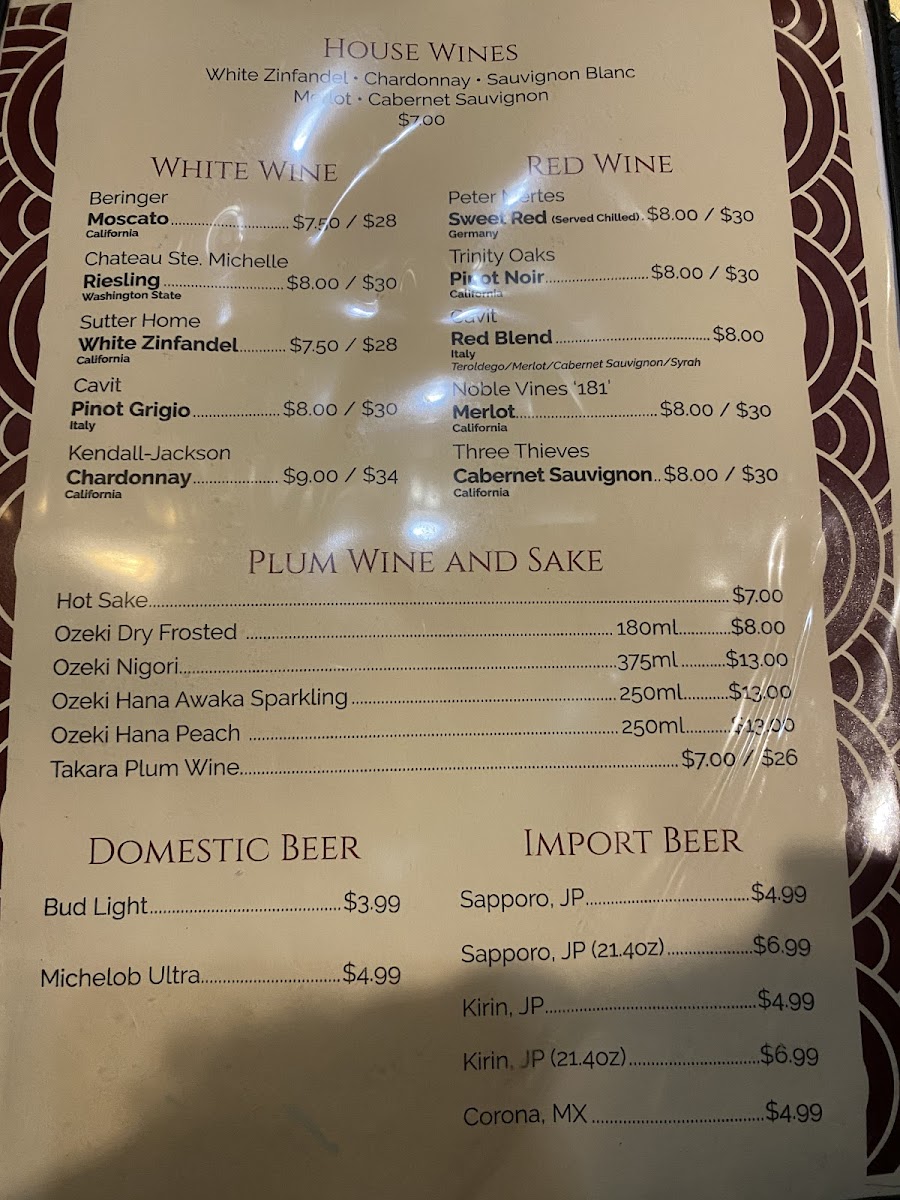 HOUSE WINES
White Zinfandel • Chardonnay • Sauvignon Blanc
Merlot • Cabernet Sauvignon
$7.00
WHITE WINE
Beringer
Moscato.............................. $7.50 / $28
California
Chateau Ste. Michelle
Riesling.............................. $8.00 / $30
Washington State
Sutter Home
White Zinfandel........... $7.50 / $28
California
Cavit
Pinot Grigio..................... $8.00 / $30
Italy
Kendall-Jackson
Chardonnay..................... $9.00 / $34
California
RED WINE
Peter Mertes
Sweet Red (Served Chilled). $8.00 / $30
Germany
Trinity Oaks
Pinot Noir......................... $8.00 / $30
California
Cavit
Red Blend...................................... $8.00
Italy
Teroldego/Merlot/Cabernet Sauvignon/Syrah
Noble Vines '181'
Merlot.................................. $8.00 / $30
California
Three Thieves
Cabernet Sauvignon.. $8.00 / $30
California
PLUM WINE AND SAKE
Hot Sake.............................. $7.00
Ozeki Dry Frosted .............................. 180ml............ $8.00
Ozeki Nigori.............................. 375ml.......... $13.00
Ozeki Hana Awaka Sparkling.............................. 250ml.......... $13.00
Ozeki Hana Peach .............................. 250ml.......... $13.00
Takara Plum Wine.............................. $7.00 / $26
DOMESTIC BEER
Bud Light.............................. $3.99
Michelob Ultra.............................. $4.99
IMPORT BEER
Sapporo, JP.............................. $4.99
Sapporo, JP (21.4oz)................... $6.99
Kirin, JP.............................. $4.99
Kirin, JP (21.4oz)........................... $6.99
Corona, MX.............................. $4.99